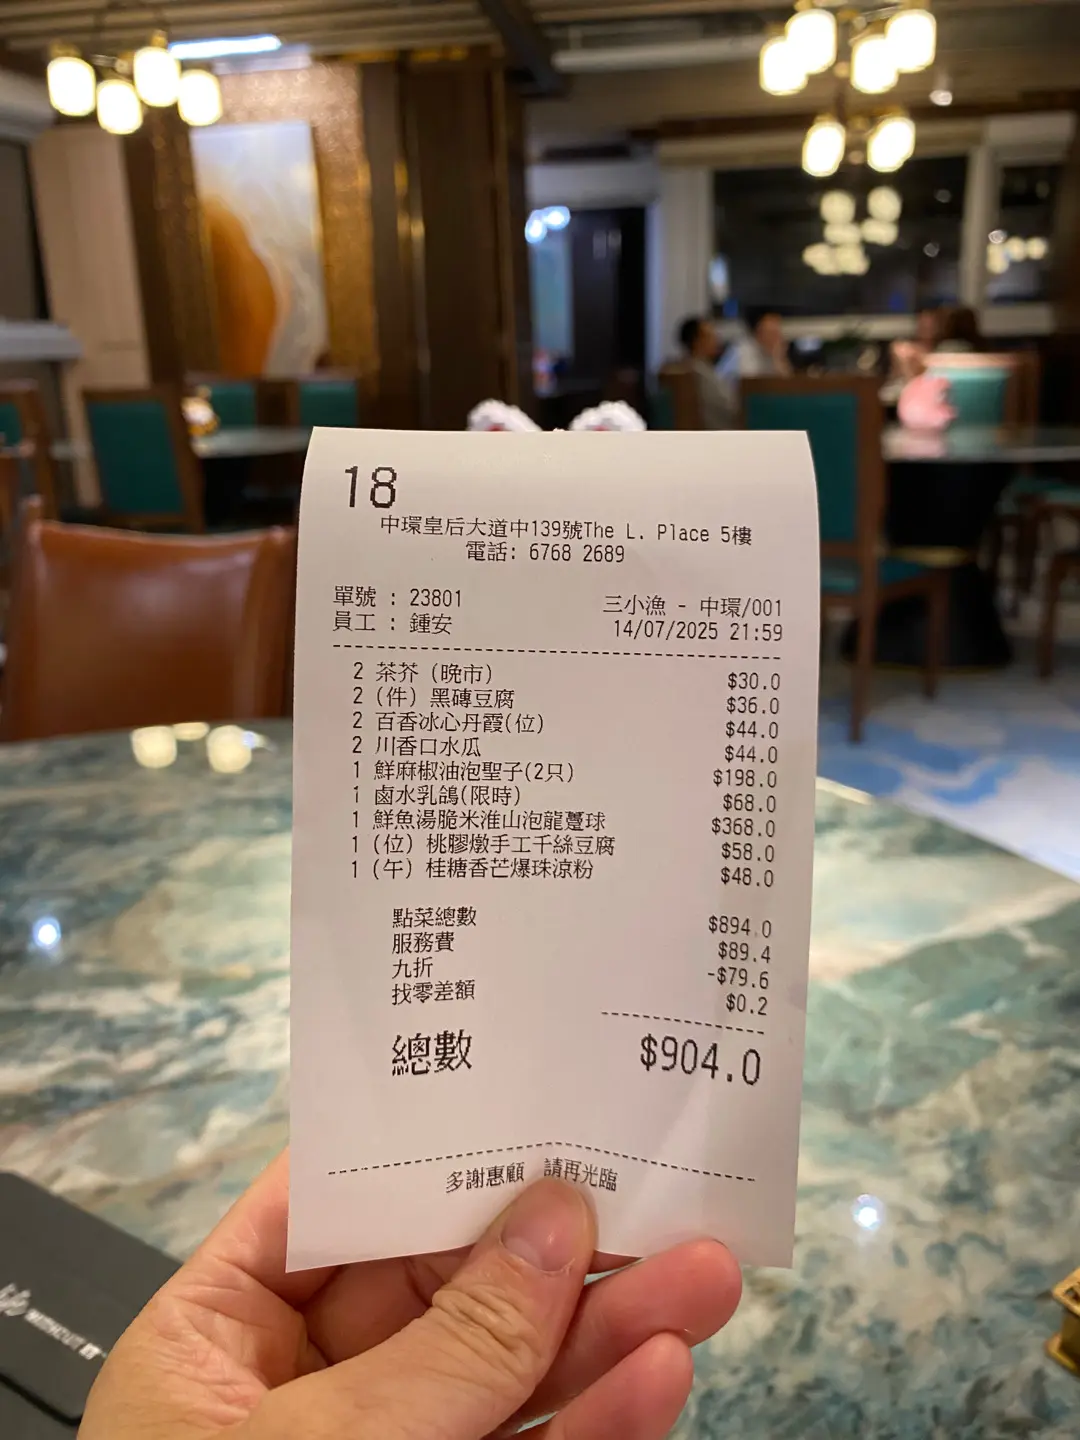 18
中環皇后大道中139號The L. Place 5樓
電話: 6768 2689
單號 : 23801
三小漁 - 中環/001
員工 : 鍾安
14/07/2025 21:59
2 茶芥 (晚市) $30.0
2 (件) 黑磚豆腐 $36.0
2 百香冰心丹霞(位) $44.0
2 川香口水瓜 $44.0
1 鮮麻椒油泡聖子(2只) $198.0
1 鹵水乳鴿(限時) $68.0
1 鮮魚湯脆米淮山泡龍躉球 $368.0
1 (位) 桃膠燉手工千絲豆腐 $58.0
1 (午) 桂糖香芒爆珠涼粉 $48.0
點菜總數 $894.0
服務費 $89.4
九折 -$79.6
找零差額 $0.2
總數 $904.0
多謝惠顧 請再光臨